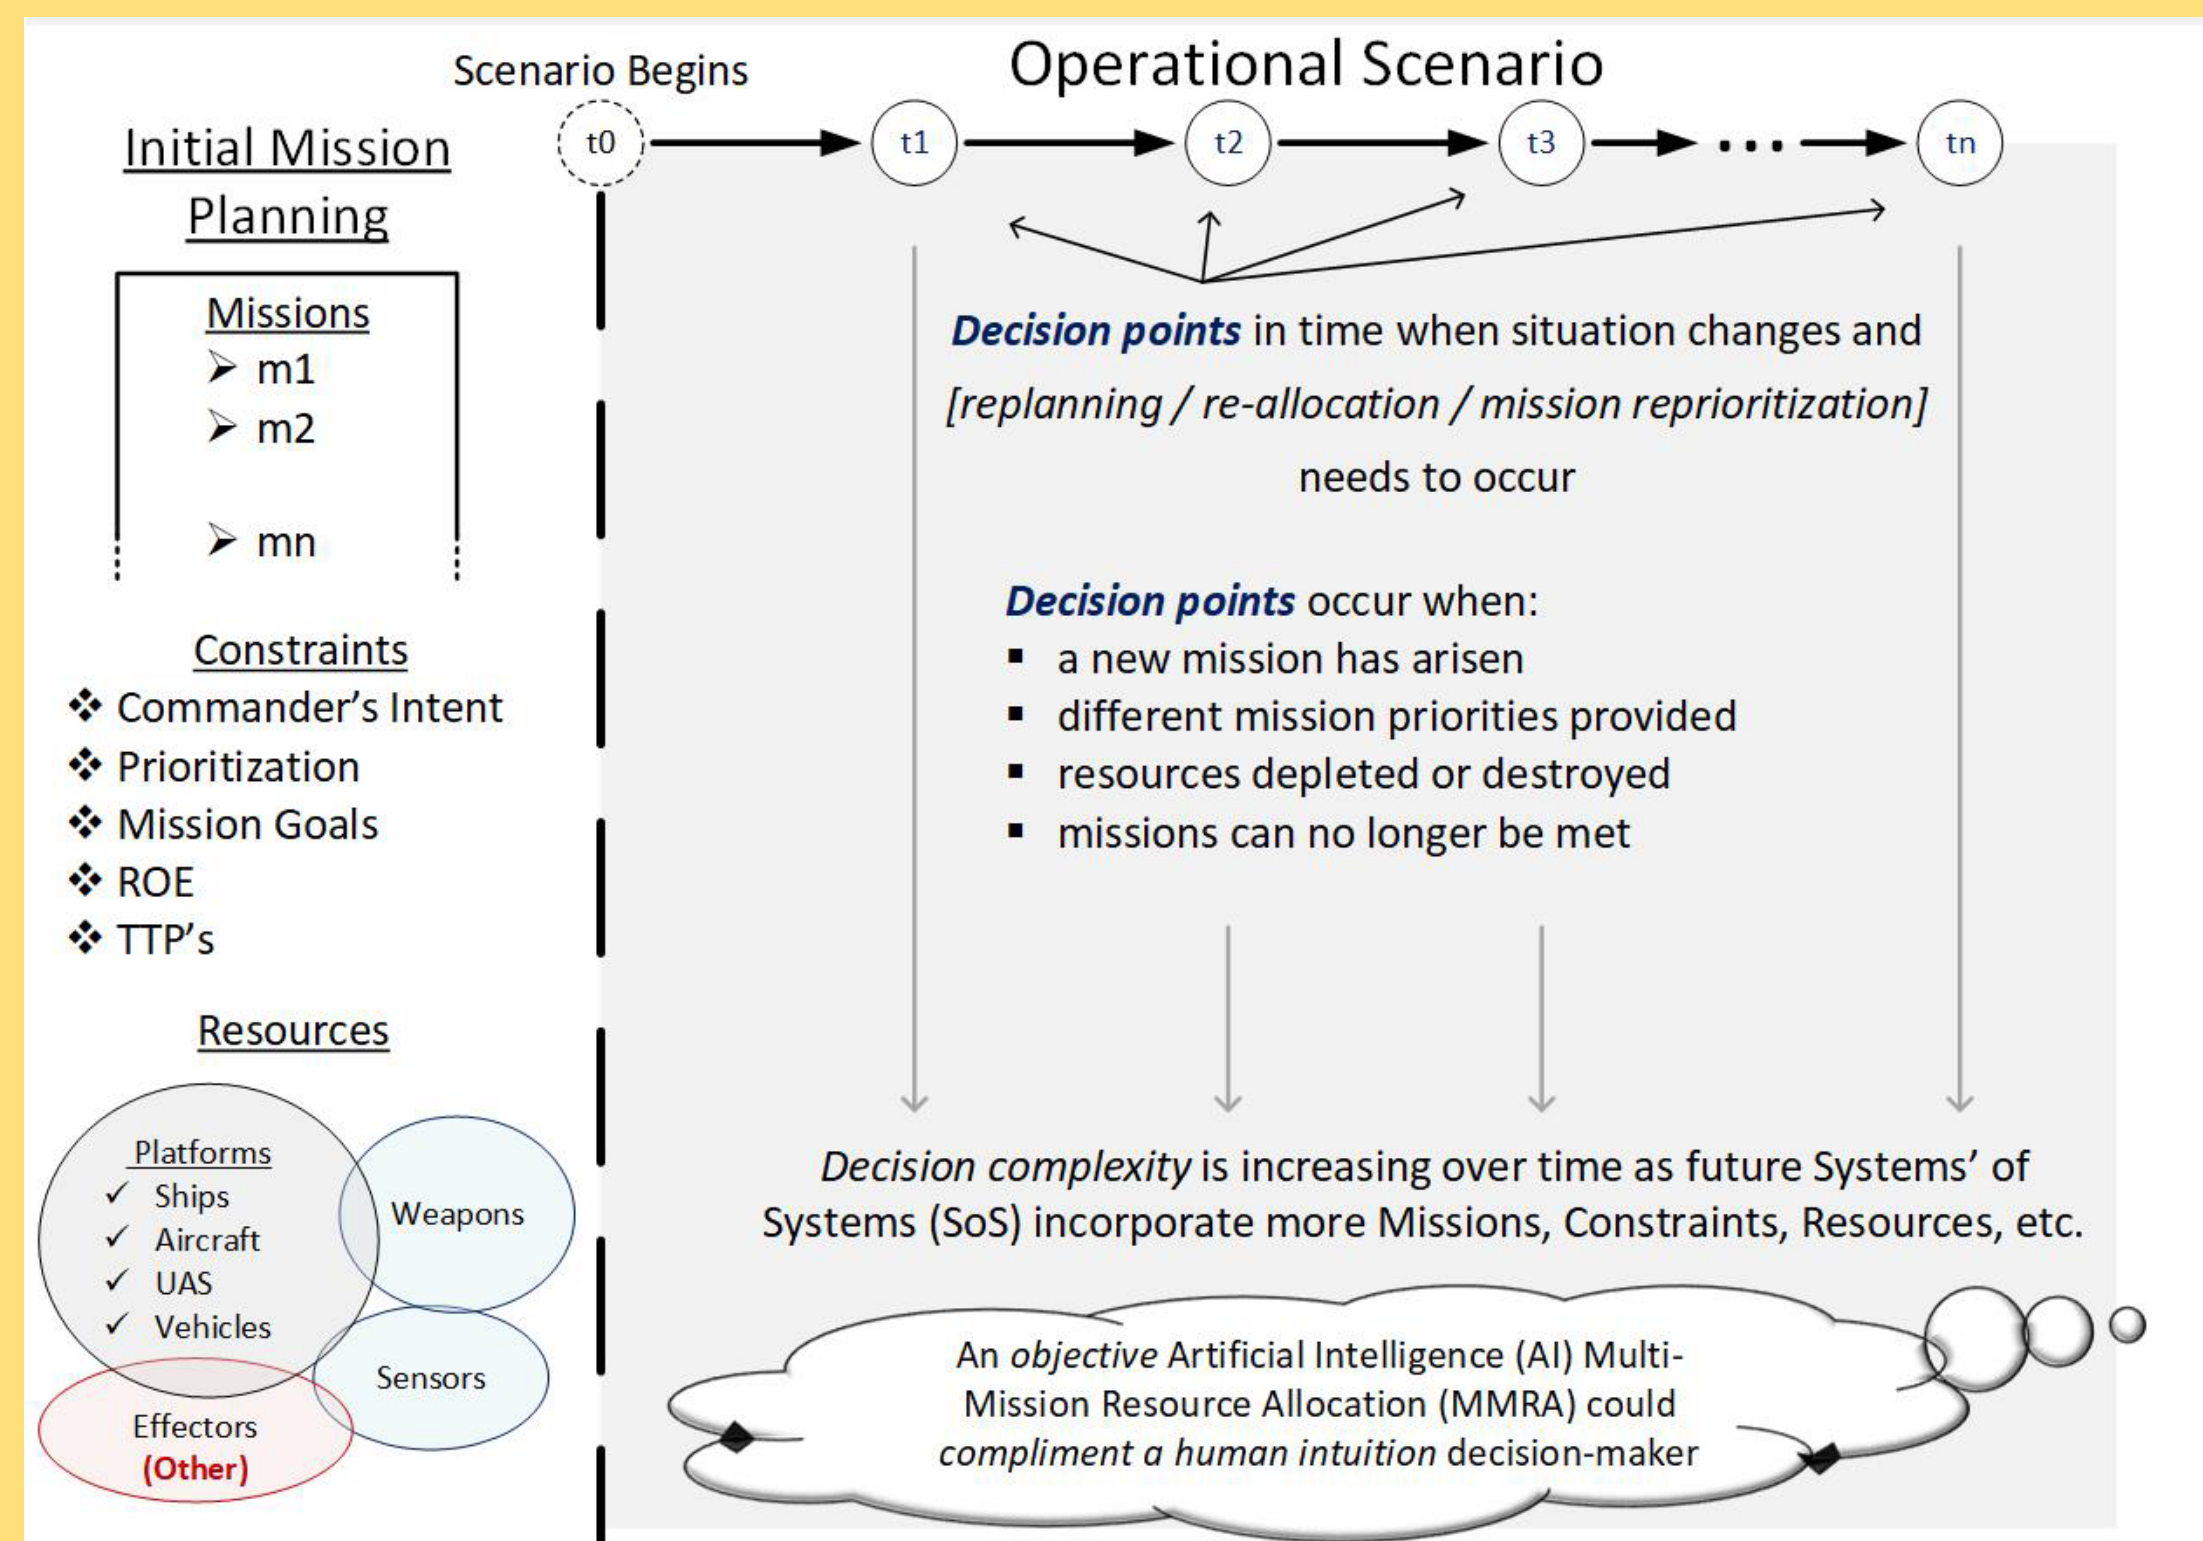 Operational Scenario
Scenario Begins
t0
t1
t2
t3
...
tn
Initial Mission
Planning
Missions
➢ m1
➢ m2
➢ mn
Constraints
❖ Commander’s Intent
❖ Prioritization
❖ Mission Goals
❖ ROE
❖ TTP’s
Resources
Platforms
✓ Ships
✓ Aircraft
✓ UAS
✓ Vehicles
Weapons
Sensors
Effectors
(Other)
Decision points in time when situation changes and
[replanning / re-allocation / mission reprioritization]
needs to occur
Decision points occur when:
▪ a new mission has arisen
▪ different mission priorities provided
▪ resources depleted or destroyed
▪ missions can no longer be met
Decision complexity is increasing over time as future Systems’ of
Systems (SoS) incorporate more Missions, Constraints, Resources, etc.
An objective Artificial Intelligence (AI) Multi-
Mission Resource Allocation (MMRA) could
compliment a human intuition decision-maker